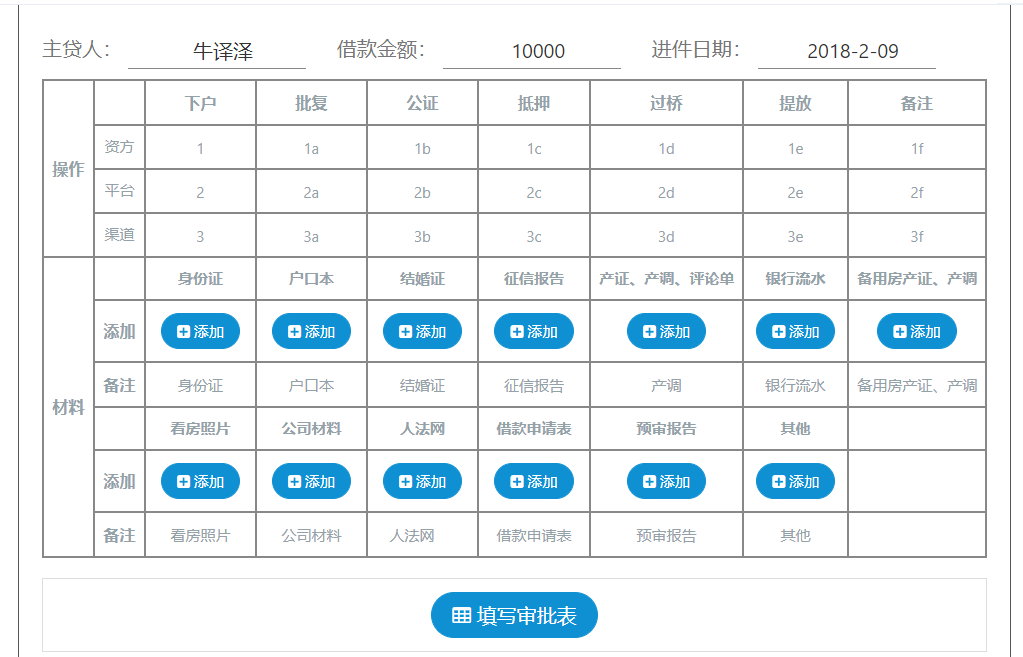 主贷人： 牛译泽 借款金额： 10000 进件日期： 2018-2-09
下户 批复 公证 抵押 过桥 提放 备注
操作
资方 1 1a 1b 1c 1d 1e 1f
平台 2 2a 2b 2c 2d 2e 2f
渠道 3 3a 3b 3c 3d 3e 3f
材料
身份证 户口本 结婚证 征信报告 产证、产调、评论单 银行流水 备用房产证、产调
添加 添加 添加 添加 添加 添加 添加 添加
备注 身份证 户口本 结婚证 征信报告 产调 银行流水 备用房产证、产调
看房照片 公司材料 人法网 借款申请表 预审报告 其他
添加 添加 添加 添加 添加 添加 添加
备注 看房照片 公司材料 人法网 借款申请表 预审报告 其他
填写审批表